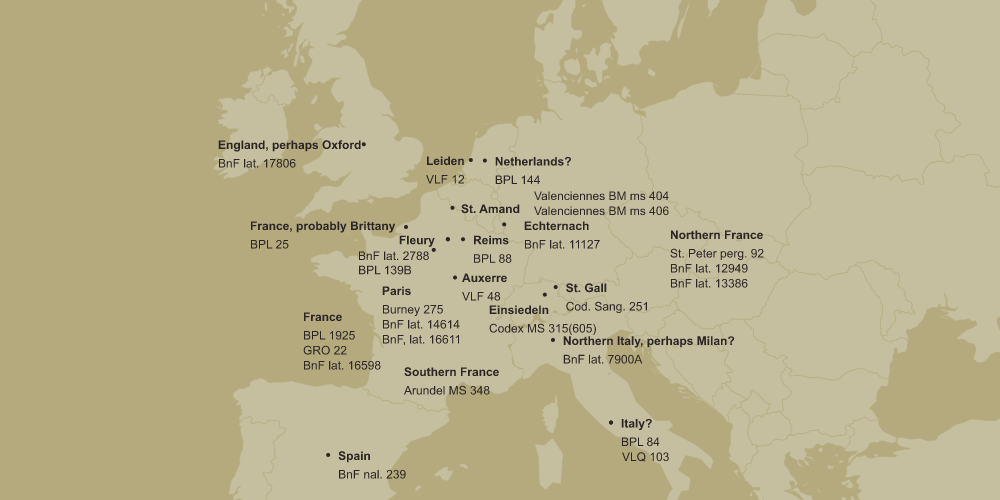 England, perhaps Oxford
BnF lat. 17806
Leiden
VLF 12
Netherlands?
BPL 144
Valenciennes BM ms 404
Valenciennes BM ms 406
St. Amand
France, probably Brittany
BPL 25
Echternach
BnF lat. 11127
Fleury
BnF lat. 2788
BPL 139B
Reims
BPL 88
Northern France
St. Peter perg. 92
BnF lat. 12949
BnF lat. 13386
Auxerre
VLF 48
Paris
Burney 275
BnF lat. 14614
BnF, lat. 16611
St. Gall
Cod. Sang. 251
Einsiedeln
Codex MS 315(605)
France
BPL 1925
GRO 22
BnF lat. 16598
Northern Italy, perhaps Milan?
BnF lat. 7900A
Southern France
Arundel MS 348
Italy?
BPL 84
VLQ 103
Spain
BnF nal. 239